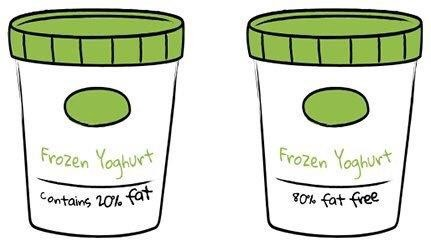 Frozen Yoghurt
Contains 20% fat
Frozen Yoghurt
80% fat free